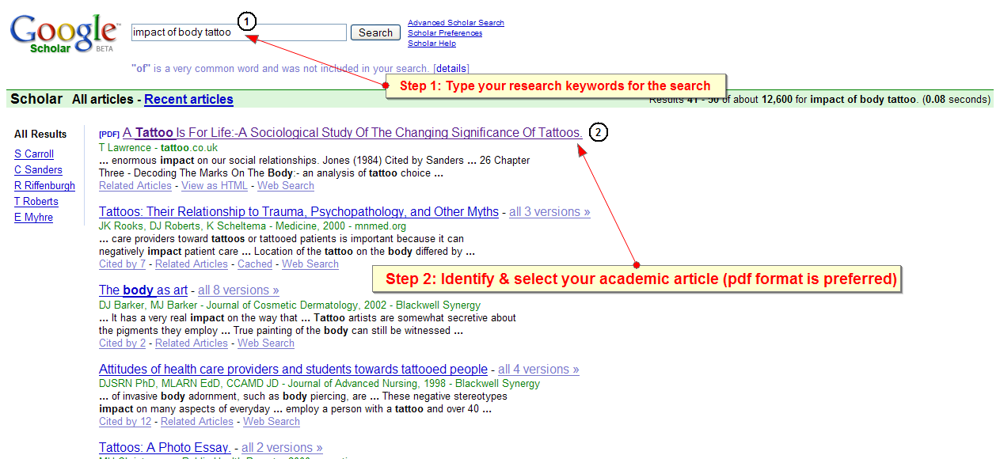 Google™
Scholar BETA
impact of body tattoo
1
Search
Advanced Scholar Search
Scholar Preferences
Scholar Help
"of" is a very common word and was not included in your search. [details]
Step 1: Type your research keywords for the search
Scholar All articles - Recent articles
Results 41 - 50 of about 12,600 for impact of body tattoo. (0.08 seconds)
All Results
S Carroll
C Sanders
R Riffenburgh
T Roberts
E Myhre
[PDF] A Tattoo Is For Life:-A Sociological Study Of The Changing Significance Of Tattoos.
2
T Lawrence - tattoo.co.uk
... enormous impact on our social relationships. Jones (1984) Cited by Sanders ... 26 Chapter
Three - Decoding The Marks On The Body:- an analysis of tattoo choice ...
Related Articles - View as HTML - Web Search
Tattoos: Their Relationship to Trauma, Psychopathology, and Other Myths - all 3 versions »
JK Rooks, DJ Roberts, K Scheltema - Medicine, 2000 - mnmed.org
... care providers toward tattoos or tattooed patients is important because it can
negatively impact patient care ... Location of the tattoo on the body differed by ...
Cited by 7 - Related Articles - Cached - Web Search
Step 2: Identify & select your academic article (pdf format is preferred)
The body as art - all 8 versions »
DJ Barker, MJ Barker - Journal of Cosmetic Dermatology, 2002 - Blackwell Synergy
... It has a very real impact on the way that ... Tattoo artists are somewhat secretive about
the pigments they employ ... True painting of the body can still be witnessed ...
Cited by 2 - Related Articles - Web Search
Attitudes of health care providers and students towards tattooed people - all 4 versions »
DJSRN PhD, MLARN EdD, CCAMD JD - Journal of Advanced Nursing, 1998 - Blackwell Synergy
... of invasive body adornment, such as body piercing, are ... These negative stereotypes
impact on many aspects of everyday ... employ a person with a tattoo and over 40 ...
Cited by 12 - Related Articles - Web Search
Tattoos: A Photo Essay. - all 2 versions »